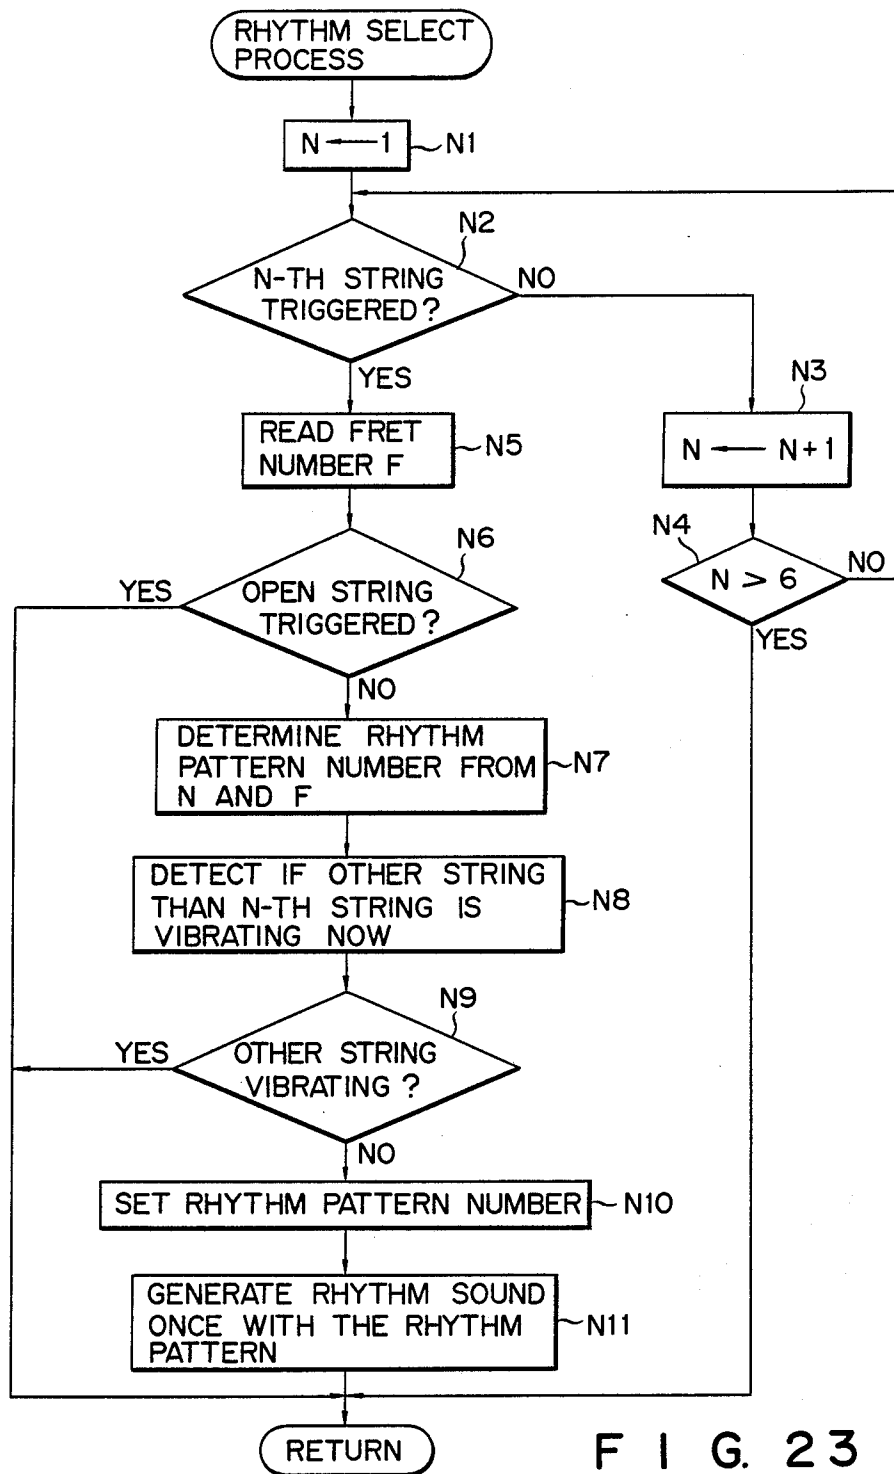 RHYTHM SELECT
PROCESS
N ← 1
N1
N2
N-TH STRING
TRIGGERED?
NO
YES
N3
N ← N+1
READ FRET
NUMBER F
N5
N4
N > 6
NO
YES
N6
YES
OPEN STRING
TRIGGERED?
NO
DETERMINE RHYTHM
PATTERN NUMBER FROM
N AND F
N7
DETECT IF OTHER STRING
THAN N-TH STRING IS
VIBRATING NOW
N8
N9
YES
OTHER STRING
VIBRATING ?
NO
SET RHYTHM PATTERN NUMBER
N10
GENERATE RHYTHM SOUND
ONCE WITH THE RHYTHM
PATTERN
N11
RETURN
F I G. 23